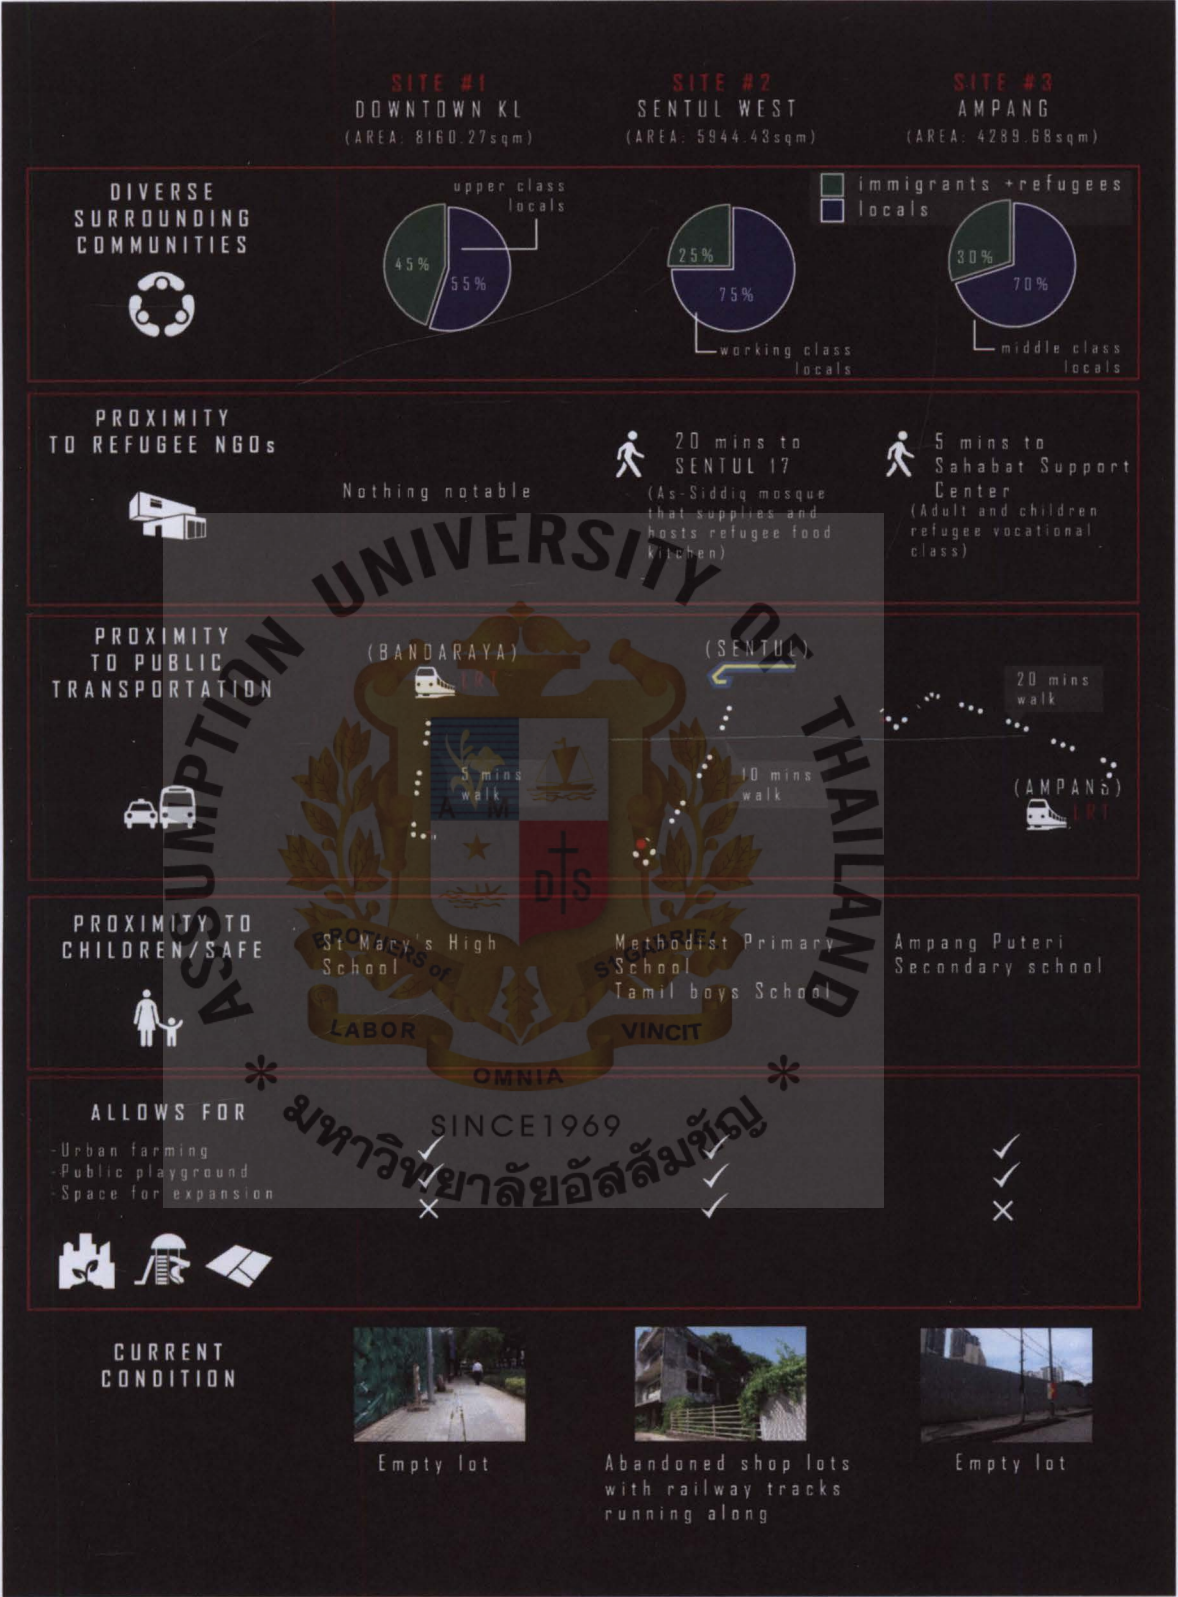 SITE #1
DOWNTOWN KL
(AREA: 8160.27sqm)
SITE #2
SENTUL WEST
(AREA: 5944.43sqm)
SITE #3
AMPANG
(AREA: 4289.68sqm)
DIVERSE
SURROUNDING
COMMUNITIES
upper class
locals
45%
55%
25%
75%
working class
locals
immigrants +refugees
locals
30%
70%
middle class
locals
PROXIMITY
TO REFUGEE NGOs
Nothing notable
20 mins to
SENTUL 17
(As-Siddiq mosque
that supplies and
hosts refugee food
kitchen)
5 mins to
Sahabat Support
Center
(Adult and children
refugee vocational
class)
PROXIMITY
TO PUBLIC
TRANSPORTATION
(BANDARAYA)
LRT
5 mins
walk
(SENTUL)
10 mins
walk
20 mins
walk
(AMPANG)
LRT
PROXIMITY TO
CHILDREN/SAFE
St Mary's High
School
Methodist Primary
School
Tamil boys School
Ampang Puteri
Secondary school
ALLOWS FOR
-Urban farming
-Public playground
-Space for expansion
CURRENT
CONDITION
Empty lot
Abandoned shop lots
with railway tracks
running along
Empty lot
ASSUMPTION UNIVERSITY OF THAILAND
A M
D S
BROTHERS of St GABRIEL
LABOR
OMNIA
VINCIT
SINCE1969
มหาวิทยาลัยอัสสัมชัญ